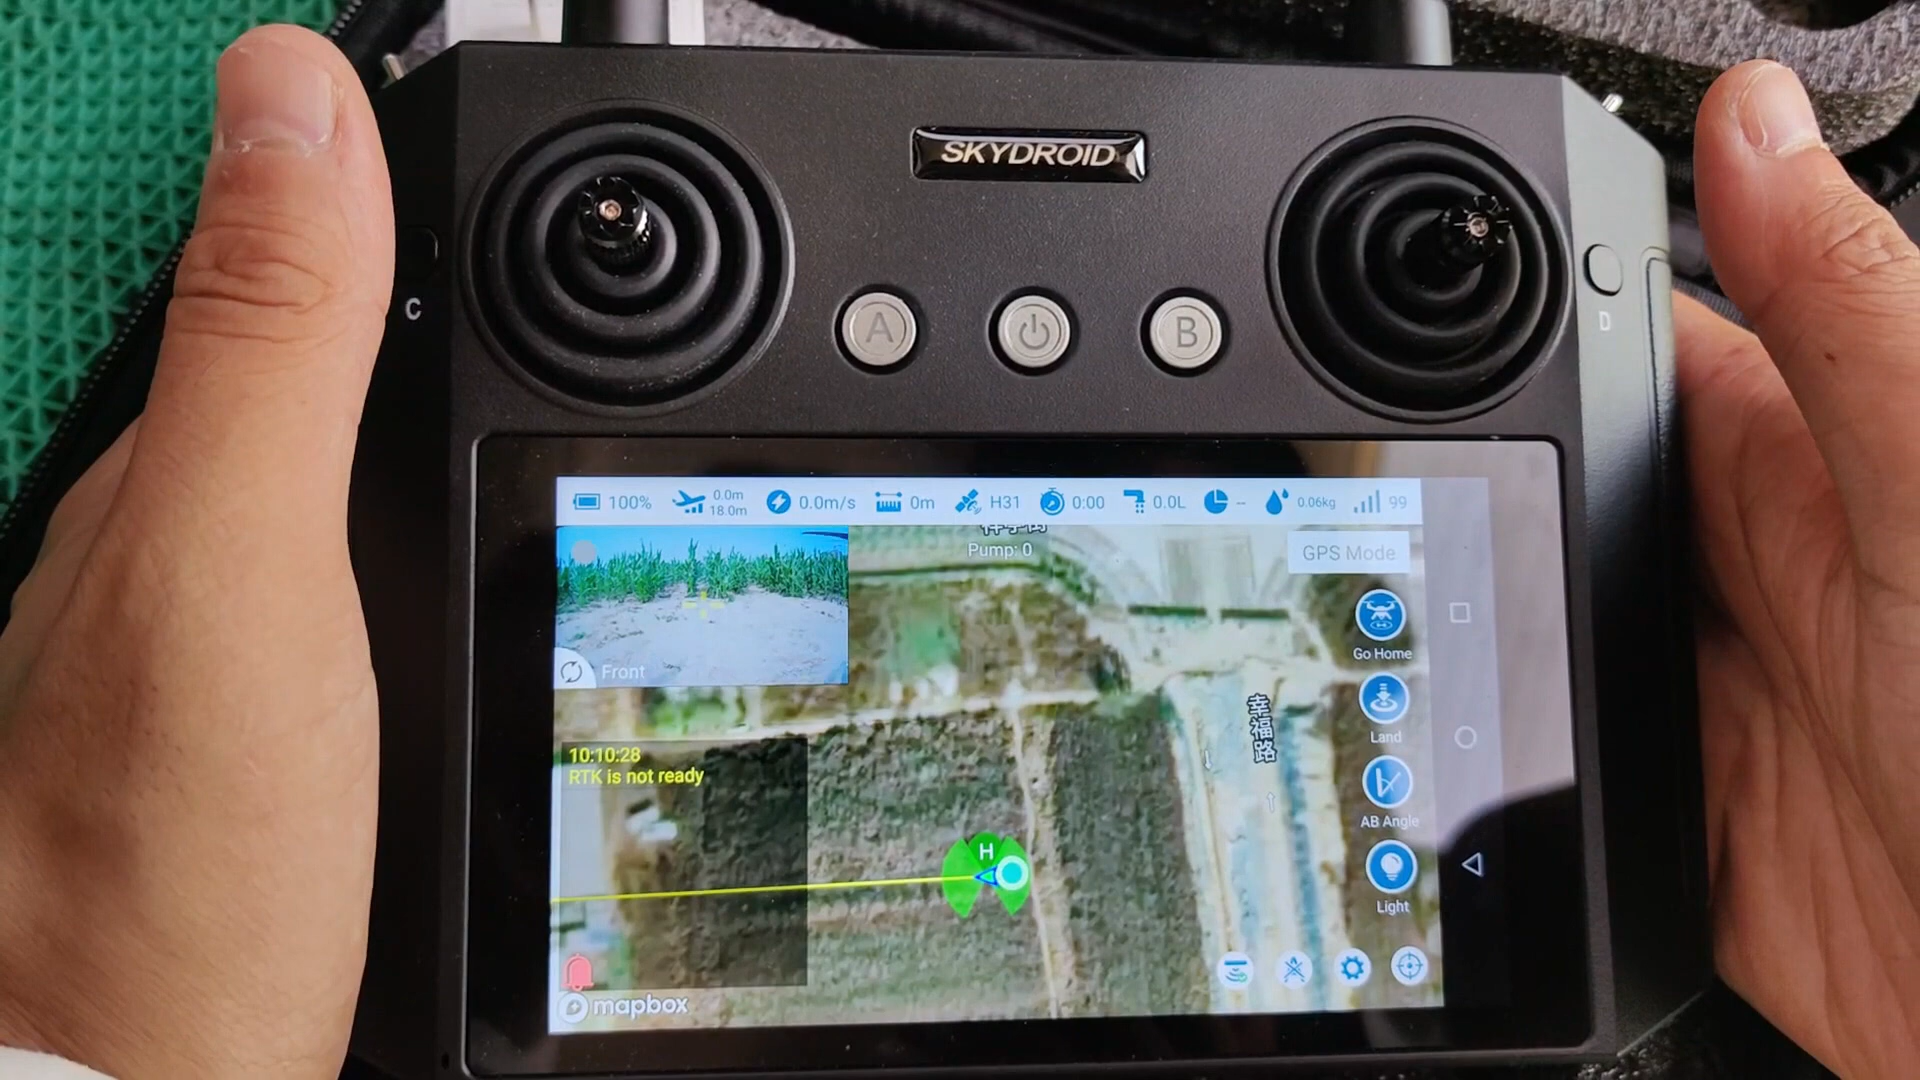 SKYDROID
C
A
B
D
100%
0.0m
18.0m
0.0m/s
0m
H31
0:00
0.0L
--
0.06kg
99
Pump: 0
GPS Mode
Go Home
Front
Land
幸福路
10:10:28
RTK is not ready
AB Angle
H
Light
mapbox